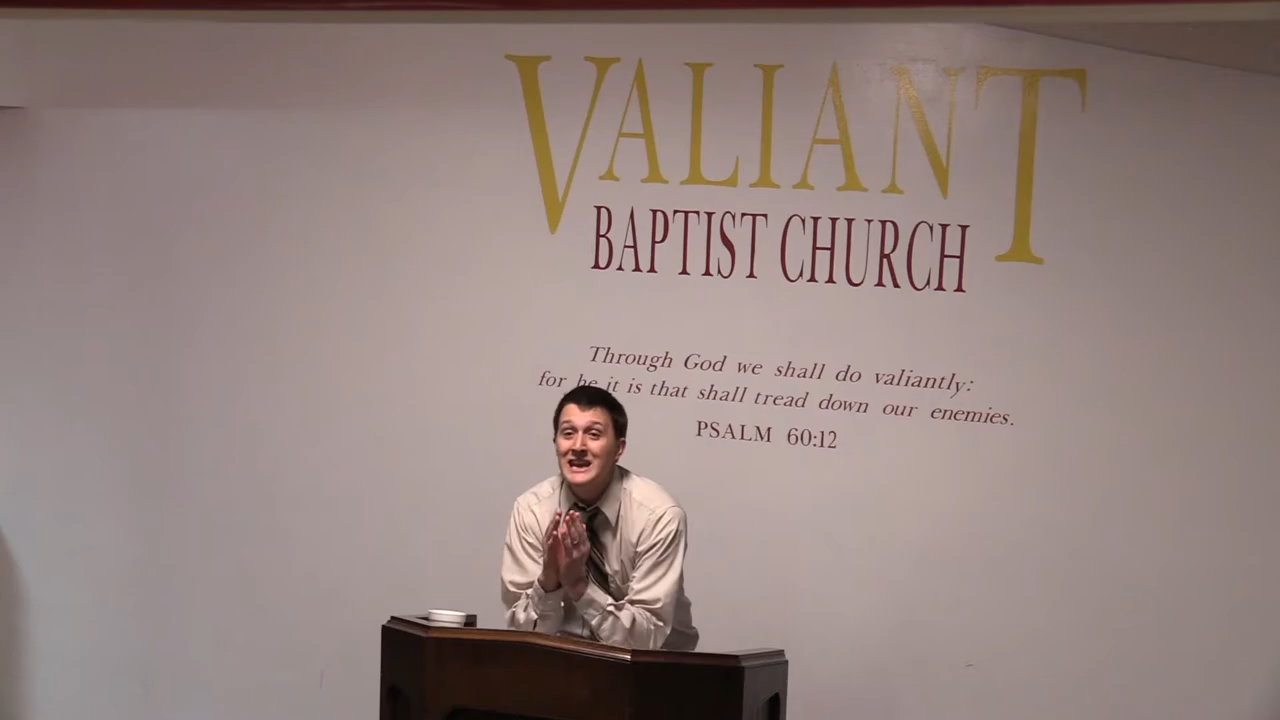 VALIANT
BAPTIST CHURCH
Through God we shall do valiantly:
for he it is that shall tread down our enemies.
PSALM 60:12